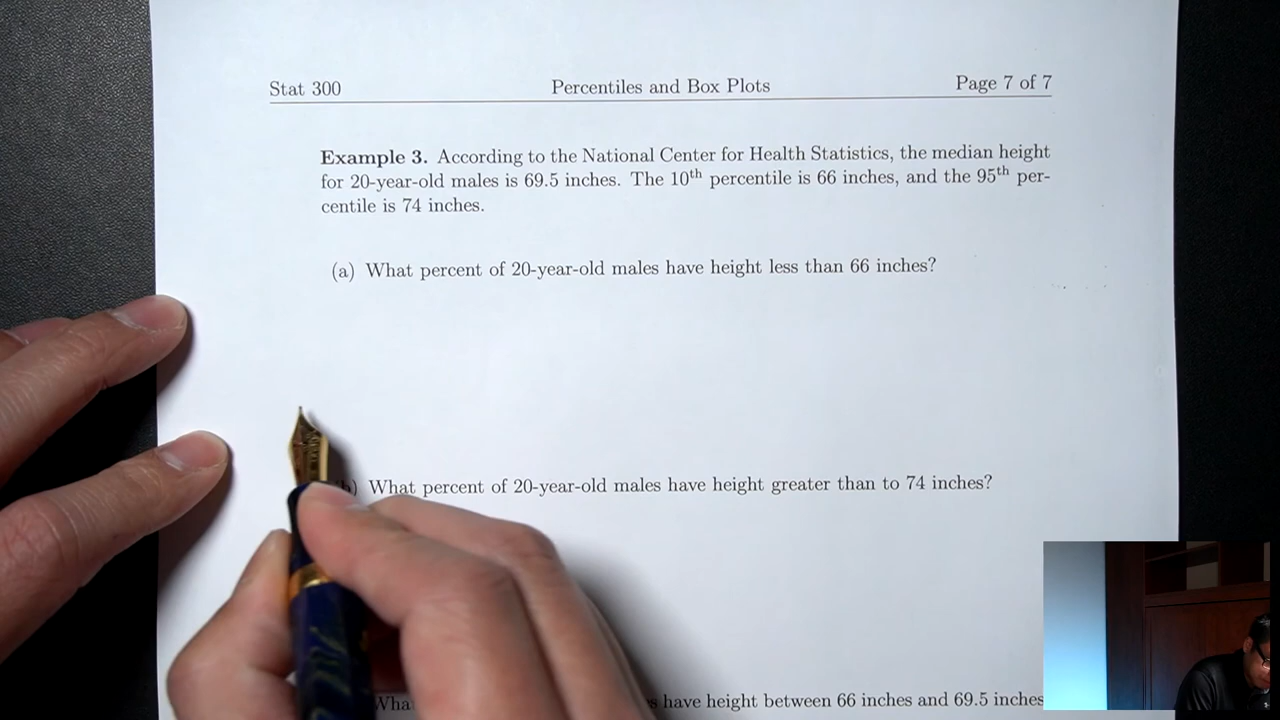 Stat 300 Percentiles and Box Plots Page 7 of 7
Example 3. According to the National Center for Health Statistics, the median height
for 20-year-old males is 69.5 inches. The 10th percentile is 66 inches, and the 95th per-
centile is 74 inches.
(a) What percent of 20-year-old males have height less than 66 inches?
What percent of 20-year-old males have height greater than to 74 inches?
have height between 66 inches and 69.5 inches